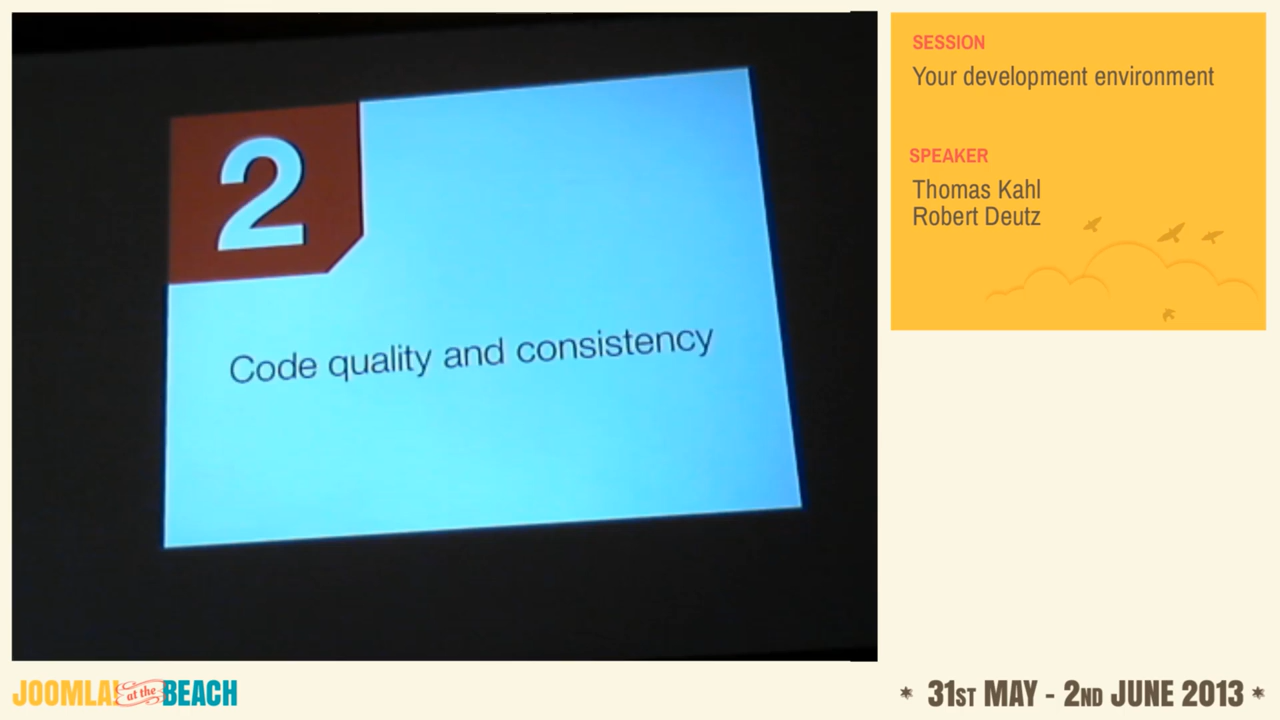 2
Code quality and consistency
SESSION
Your development environment
SPEAKER
Thomas Kahl
Robert Deutz
JOOMLA! at the BEACH
* 31ST MAY - 2ND JUNE 2013 *